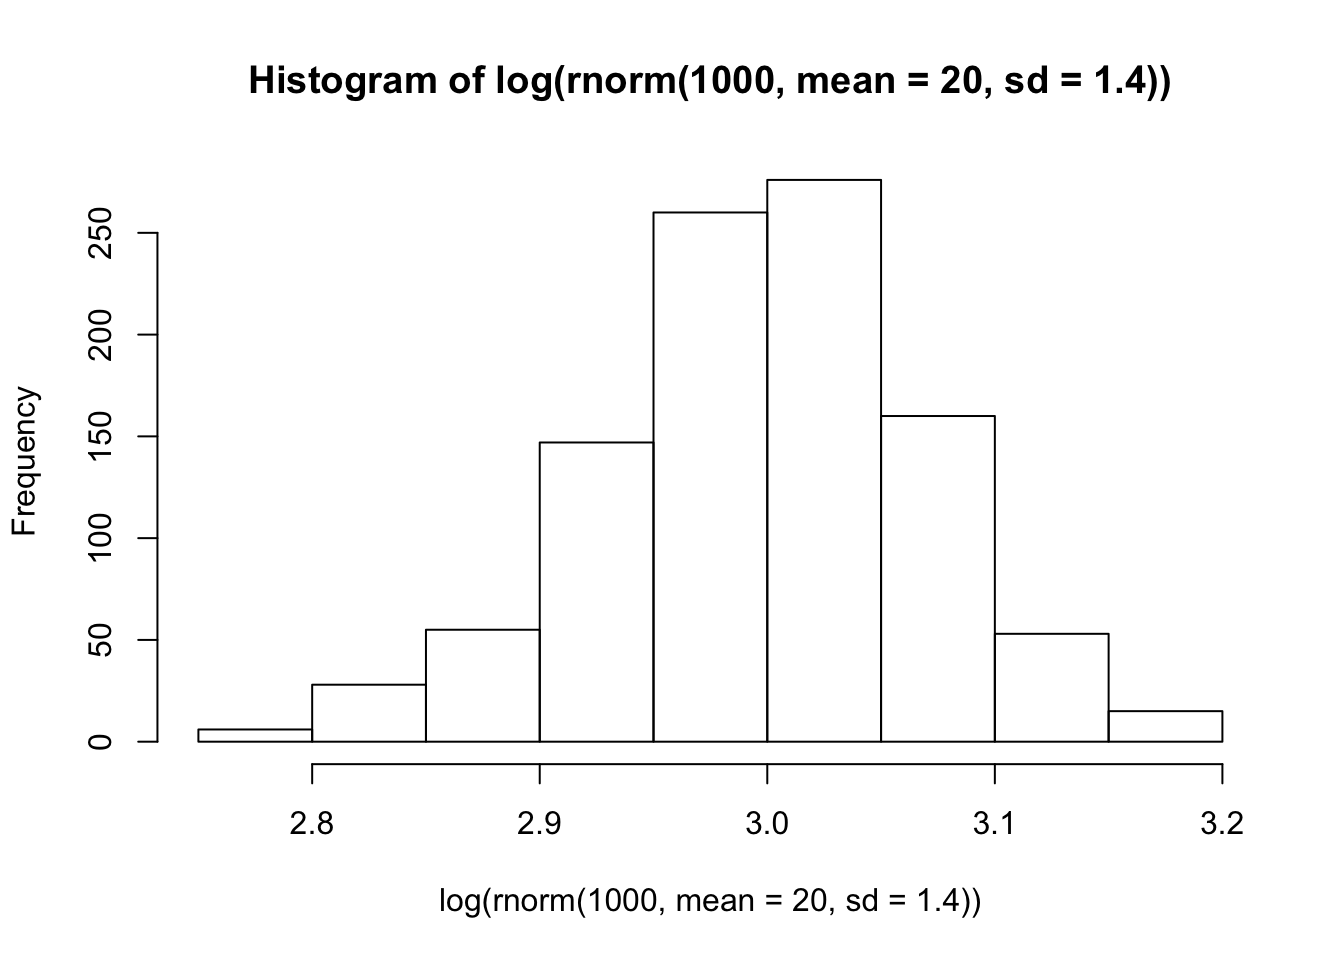 Histogram of log(rnorm(1000, mean = 20, sd = 1.4))
Frequency
250
200
150
100
50
0
2.8 2.9 3.0 3.1 3.2
log(rnorm(1000, mean = 20, sd = 1.4))